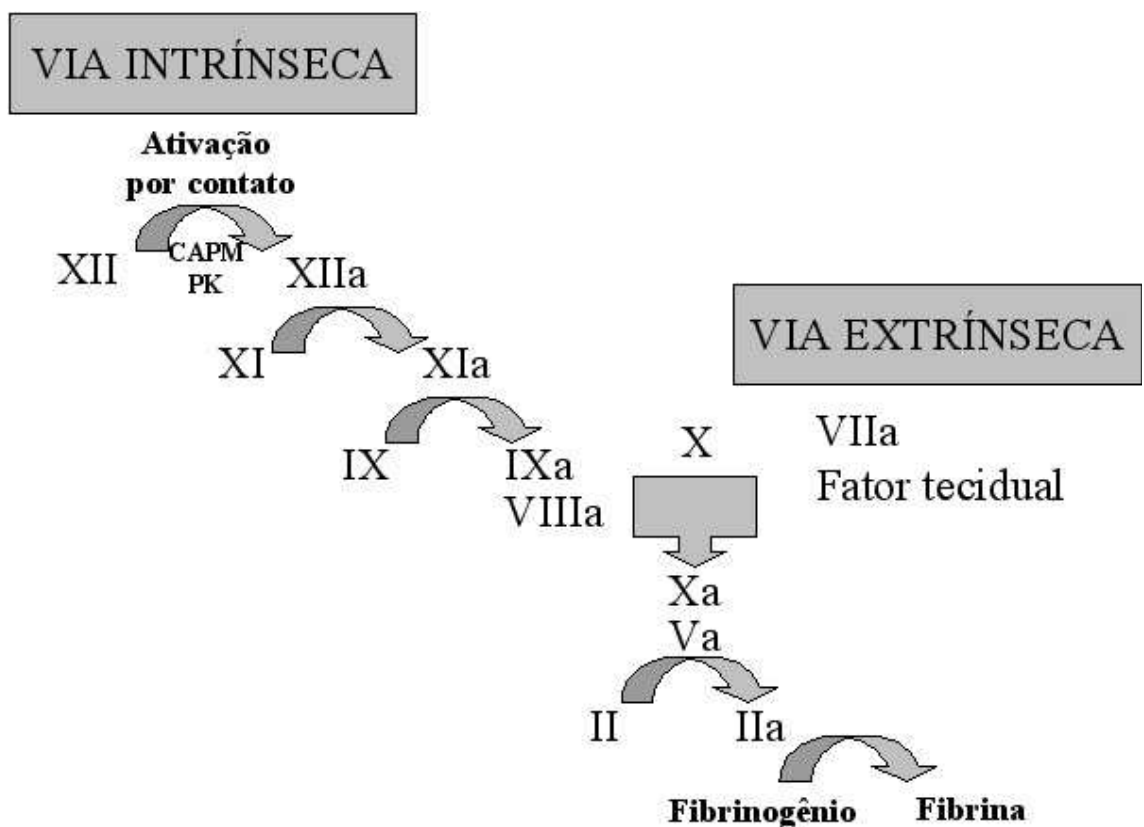 VIA INTRÍNSECA
Ativação
por contato
XII
CAPM
PK
XIIa
XI
XIa
IX
IXa
VIIIa
VIA EXTRÍNSECA
VIIa
Fator tecidual
X
Xa
Va
II
IIa
Fibrinogênio
Fibrina